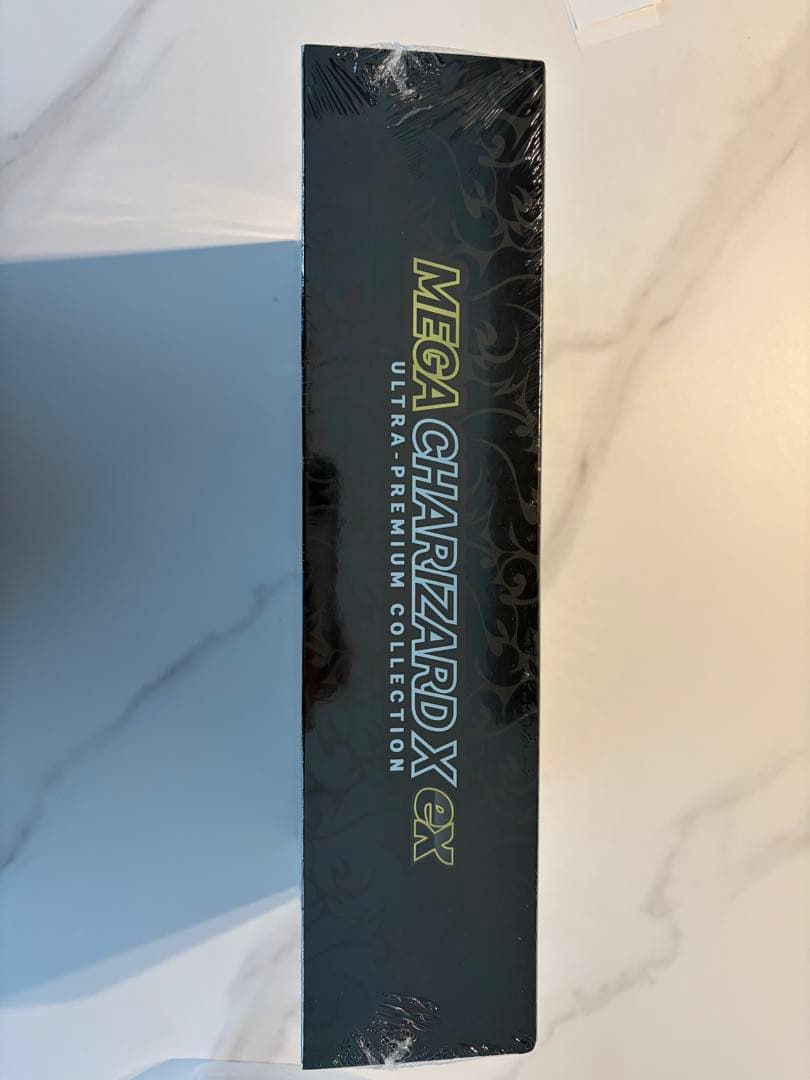 MEGA CHARIZARD X ex
ULTRA-PREMIUM COLLECTION